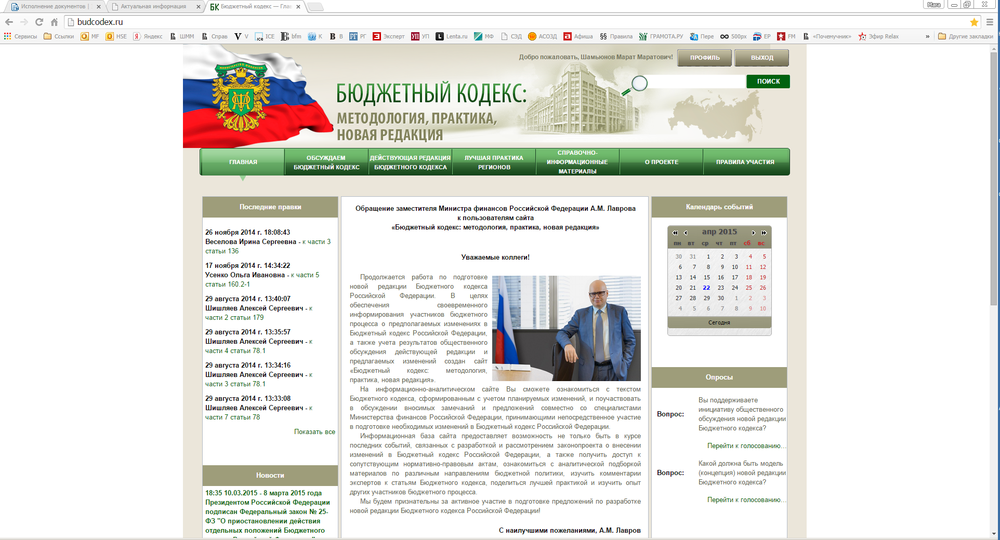 Исполнение документов |
Актуальная информация
БК Бюджетный кодекс — Глав
Mara
budcodex.ru
Сервисы Ссылки MF HSE Яндекс ШММ Справ V ICE bfm К В РГ Эксперт УП Lenta.ru МФ СЭД АСОЗД Афиша Правила ГРАМОТА.РУ Пере 500px ЕР FM «Почемучник» Эфир Relax » Другие закладки
Добро пожаловать, Шамьюнов Марат Маратович! ПРОФИЛЬ ВЫХОД
ПОИСК
МИНИСТЕРСТВО ФИНАНСОВ
БЮДЖЕТНЫЙ КОДЕКС:
МЕТОДОЛОГИЯ, ПРАКТИКА,
НОВАЯ РЕДАКЦИЯ
ГЛАВНАЯ
ОБСУЖДАЕМ
БЮДЖЕТНЫЙ КОДЕКС
ДЕЙСТВУЮЩАЯ РЕДАКЦИЯ
БЮДЖЕТНОГО КОДЕКСА
ЛУЧШАЯ ПРАКТИКА
РЕГИОНОВ
СПРАВОЧНО-
ИНФОРМАЦИОННЫЕ
МАТЕРИАЛЫ
О ПРОЕКТЕ
ПРАВИЛА УЧАСТИЯ
Последние правки
26 ноября 2014 г. 18:08:43
Веселова Ирина Сергеевна - к части 3
статьи 136
17 ноября 2014 г. 14:34:22
Усенко Ольга Ивановна - к части 5
статьи 160.2-1
29 августа 2014 г. 13:40:07
Шишляев Алексей Сергеевич - к
части 2 статьи 179
29 августа 2014 г. 13:35:57
Шишляев Алексей Сергеевич - к
части 4 статьи 78.1
29 августа 2014 г. 13:34:16
Шишляев Алексей Сергеевич - к
части 3 статьи 78.1
29 августа 2014 г. 13:33:08
Шишляев Алексей Сергеевич - к
части 7 статьи 78
Показать все
Новости
18:35 10.03.2015 - 8 марта 2015 года
Президентом Российской Федерации
подписан Федеральный закон № 25-
ФЗ "О приостановлении действия
отдельных положений Бюджетного
Обращение заместителя Министра финансов Российской Федерации А.М. Лаврова
к пользователям сайта
«Бюджетный кодекс: методология, практика, новая редакция»
Уважаемые коллеги!
Продолжается работа по подготовке
новой редакции Бюджетного кодекса
Российской Федерации. В целях
обеспечения своевременного
информирования участников бюджетного
процесса о предполагаемых изменениях в
Бюджетный кодекс Российской Федерации,
а также учета результатов общественного
обсуждения действующей редакции и
предлагаемых изменений создан сайт
«Бюджетный кодекс: методология,
практика, новая редакция».
На информационно-аналитическом сайте Вы сможете ознакомиться с текстом
Бюджетного кодекса, сформированным с учетом планируемых изменений, и поучаствовать
в обсуждении вносимых замечаний и предложений совместно со специалистами
Министерства финансов Российской Федерации, принимающими непосредственное участие
в подготовке необходимых изменений в Бюджетный кодекс Российской Федерации.
Информационная база сайта предоставляет возможность не только быть в курсе
последних событий, связанных с разработкой и рассмотрением законопроекта о внесении
изменений в Бюджетный кодекс Российской Федерации, а также получить доступ к
сопутствующим нормативно-правовым актам, ознакомиться с аналитической подборкой
материалов по различным направлениям бюджетной политики, изучить комментарии
экспертов к статьям Бюджетного кодекса, поделиться лучшей практикой и изучить опыт
других участников бюджетного процесса.
Мы будем признательны за активное участие в подготовке предложений по разработке
новой редакции Бюджетного кодекса Российской Федерации!
С наилучшими пожеланиями, А.М. Лавров
Календарь событий
апр 2015
пн вт ср чт пт сб вс
30 31 1 2 3 4 5
6 7 8 9 10 11 12
13 14 15 16 17 18 19
20 21 22 23 24 25 26
27 28 29 30 1 2 3
4 5 6 7 8 9 10
Сегодня
Опросы
Вопрос:
Вы поддерживаете
инициативу общественного
обсуждения новой редакции
Бюджетного кодекса?
Перейти к голосованию...
Вопрос:
Какой должна быть модель
(концепция) новой редакции
Бюджетного кодекса?
Перейти к голосованию...